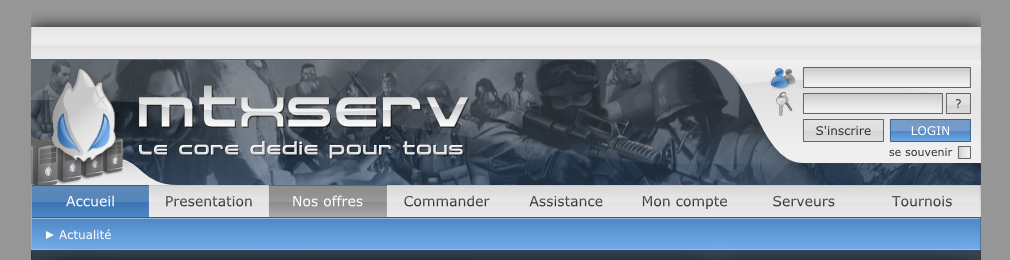 mtxserv
Le core dedie pour tous
?
S'inscrire LOGIN
se souvenir
Accueil Presentation Nos offres Commander Assistance Mon compte Serveurs Tournois
Actualité